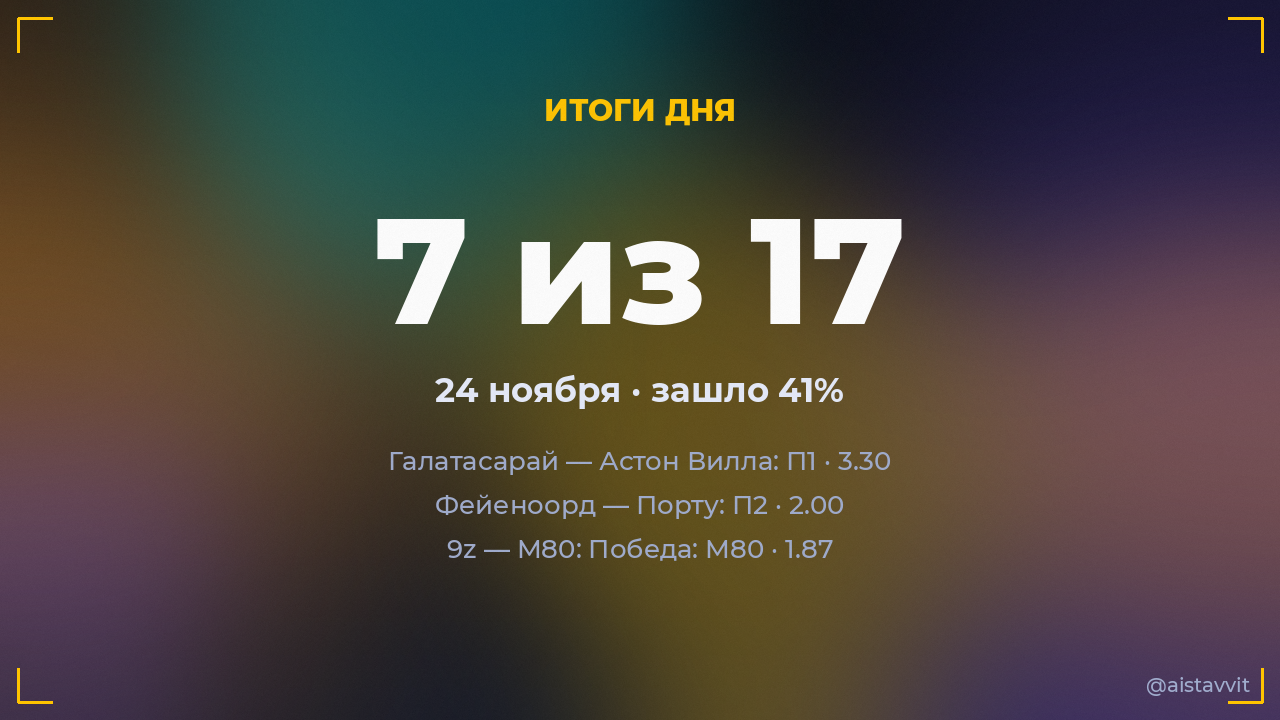 ИТОГИ ДНЯ
7 из 17
24 ноября · зашло 41%
Галатасарай — Астон Вилла: П1 · 3.30
Фейеноорд — Порту: П2 · 2.00
9z — M80: Победа: M80 · 1.87
@aistavvit